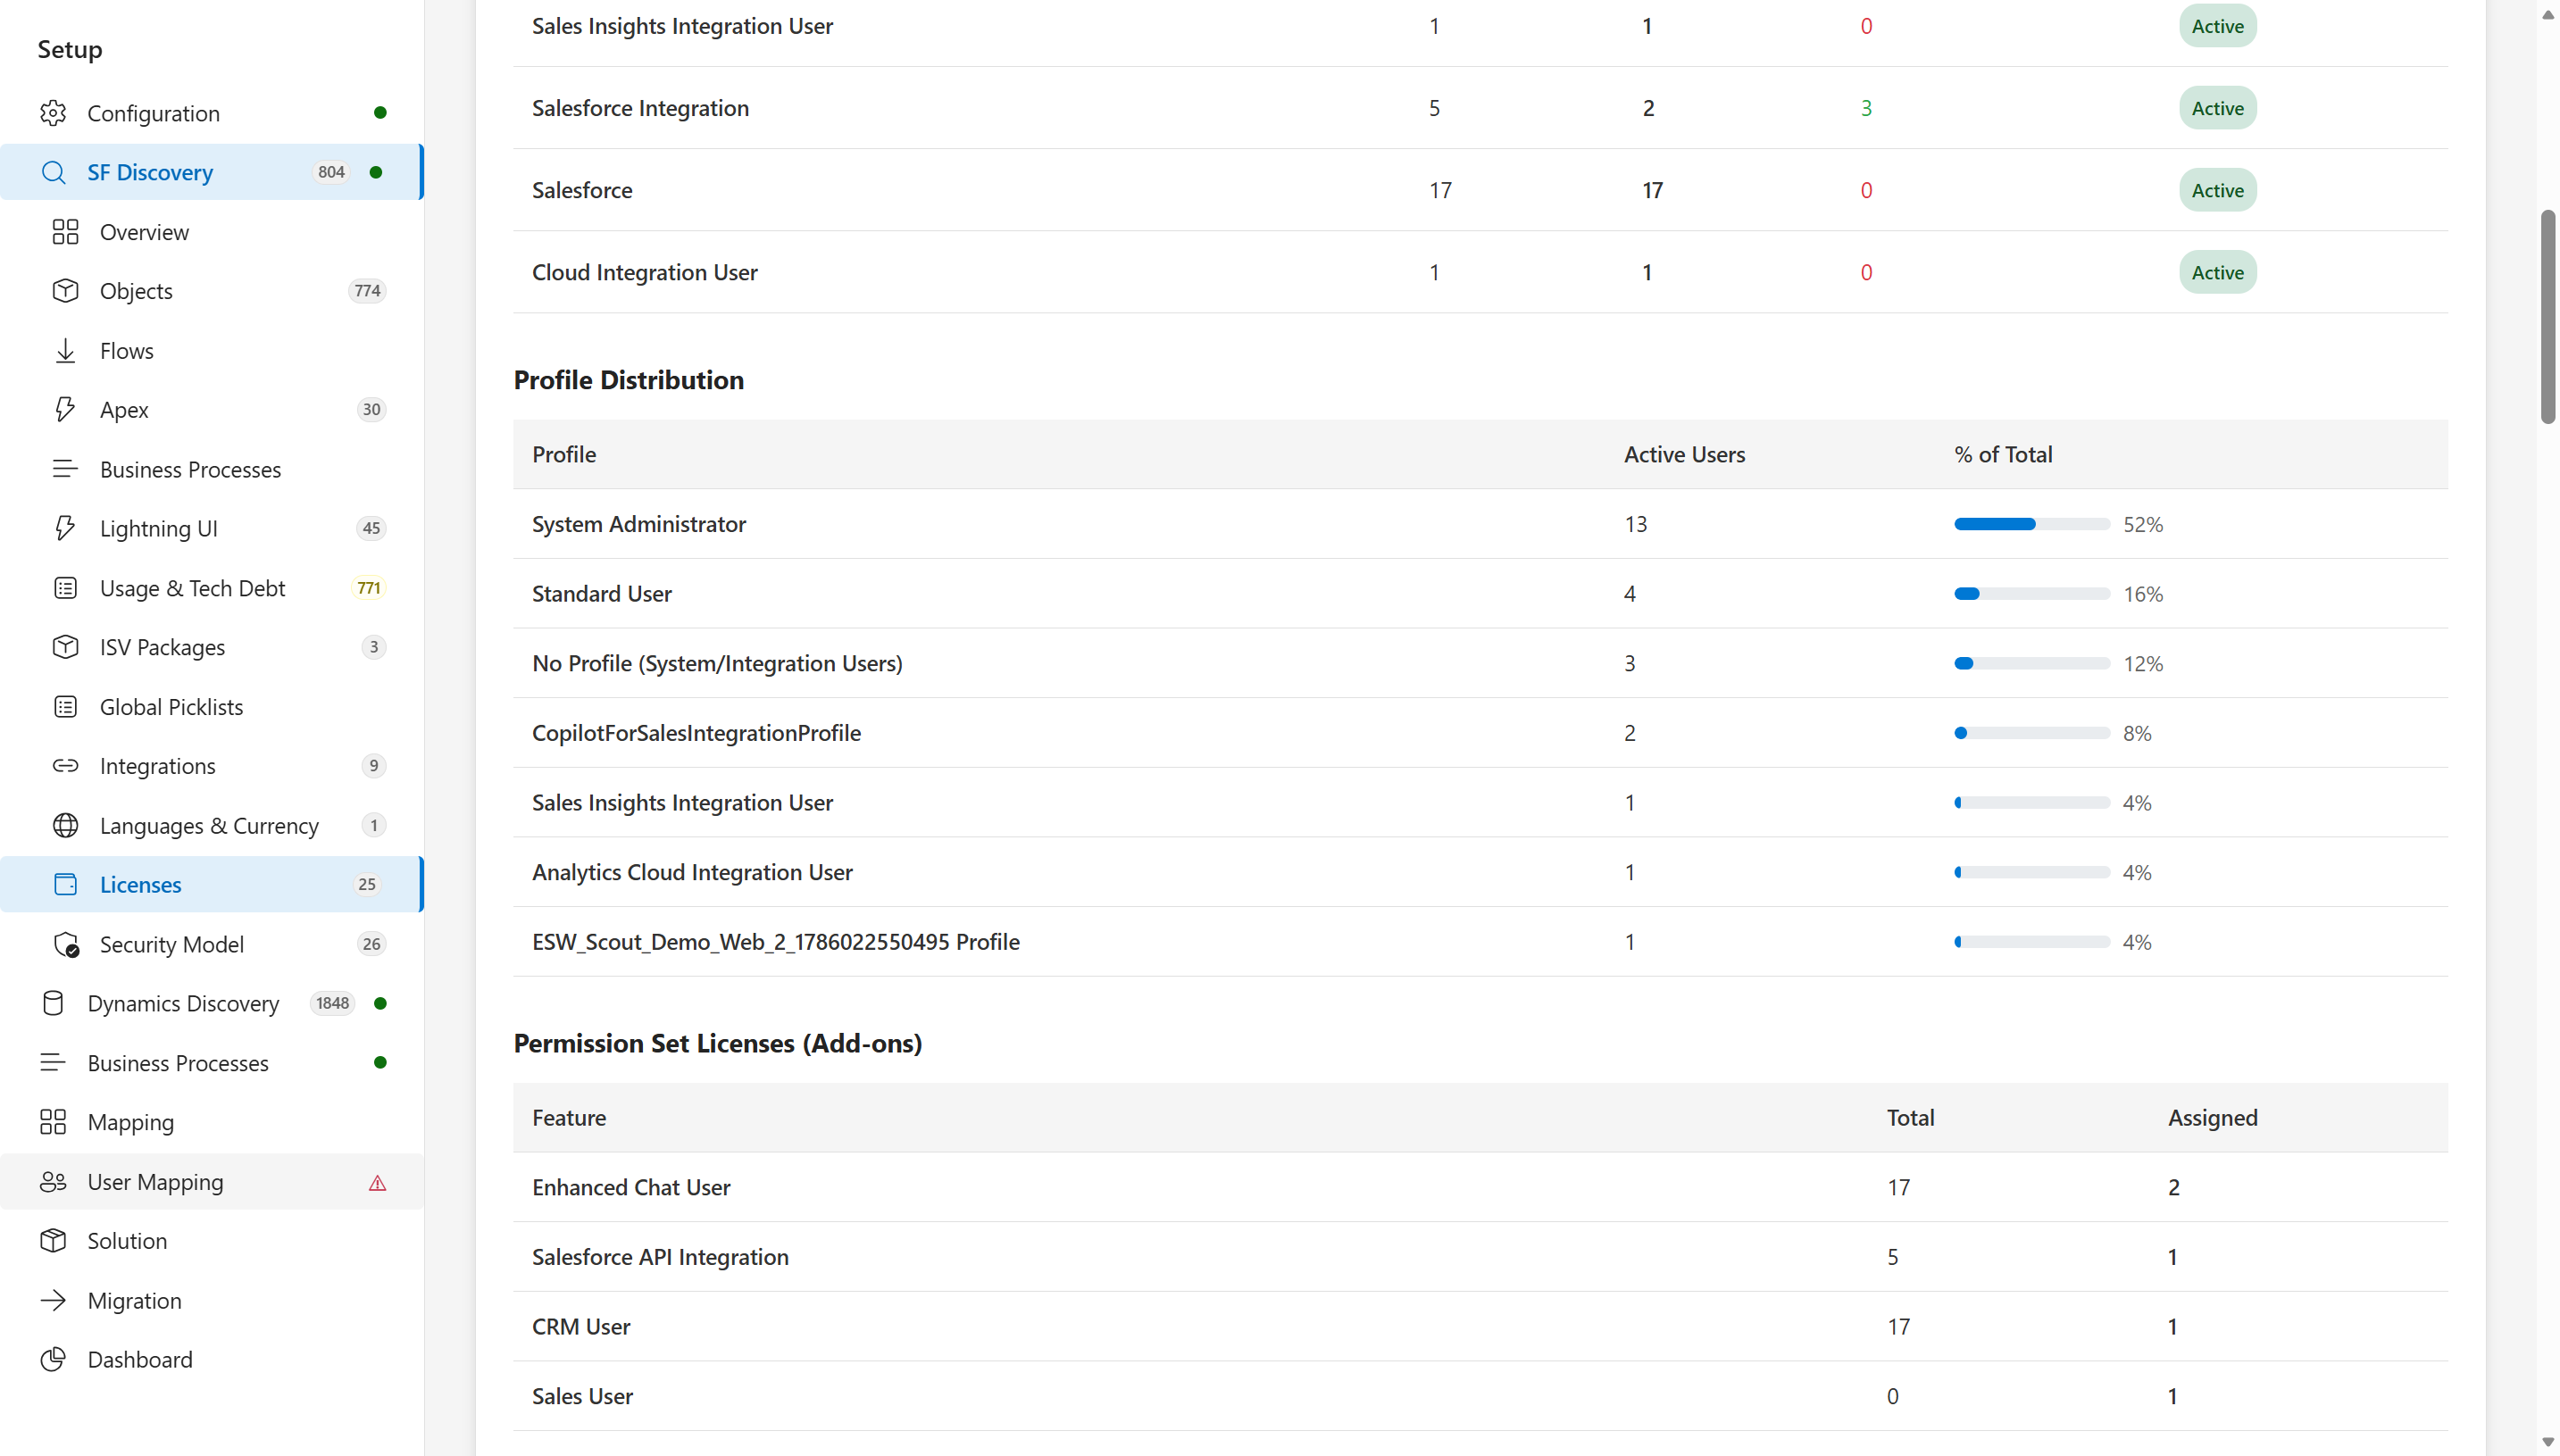 Setup
Configuration
SF Discovery 804
Overview
Objects 774
Flows
Apex 30
Business Processes
Lightning UI 45
Usage & Tech Debt 771
ISV Packages 3
Global Picklists
Integrations 9
Languages & Currency 1
Licenses 25
Security Model 26
Dynamics Discovery 1848
Business Processes
Mapping
User Mapping
Solution
Migration
Dashboard
Sales Insights Integration User 1 1 0 Active
Salesforce Integration 5 2 3 Active
Salesforce 17 17 0 Active
Cloud Integration User 1 1 0 Active
Profile Distribution
Profile Active Users % of Total
System Administrator 13 52%
Standard User 4 16%
No Profile (System/Integration Users) 3 12%
CopilotForSalesIntegrationProfile 2 8%
Sales Insights Integration User 1 4%
Analytics Cloud Integration User 1 4%
ESW_Scout_Demo_Web_2_1786022550495 Profile 1 4%
Permission Set Licenses (Add-ons)
Feature Total Assigned
Enhanced Chat User 17 2
Salesforce API Integration 5 1
CRM User 17 1
Sales User 0 1